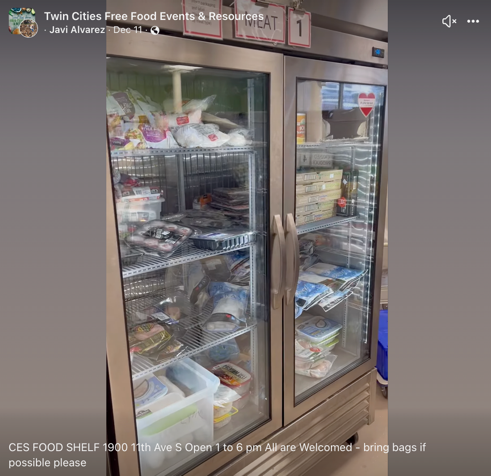 Twin Cities Free Food Events & Resources
· Javi Alvarez · Dec 11 ·
MEAT
1
CES FOOD SHELF 1900 11th Ave S Open 1 to 6 pm All are Welcomed - bring bags if
possible please